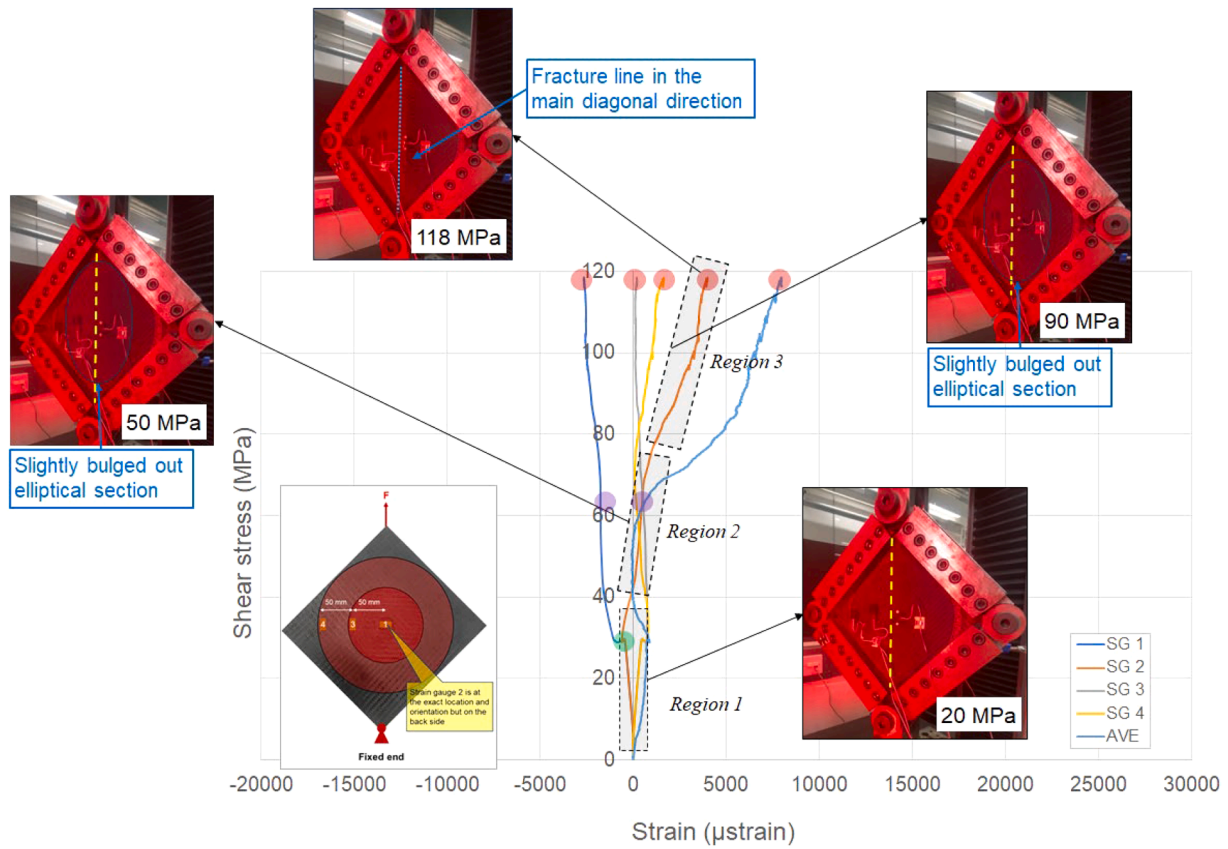 Fracture line in the
main diagonal direction
118 MPa
50 MPa
Slightly bulged out
elliptical section
90 MPa
Slightly bulged out
elliptical section
20 MPa
Region 3
Region 2
Region 1
Shear stress (MPa)
120
100
80
60
40
20
0
-20000
-15000
-10000
-5000
0
5000
10000
15000
20000
25000
30000
Strain (μstrain)
F
50 mm
50 mm
4
3
1
Strain gauge 2 is at
the exact location and
orientation but on the
back side
Fixed end
SG 1
SG 2
SG 3
SG 4
AVE